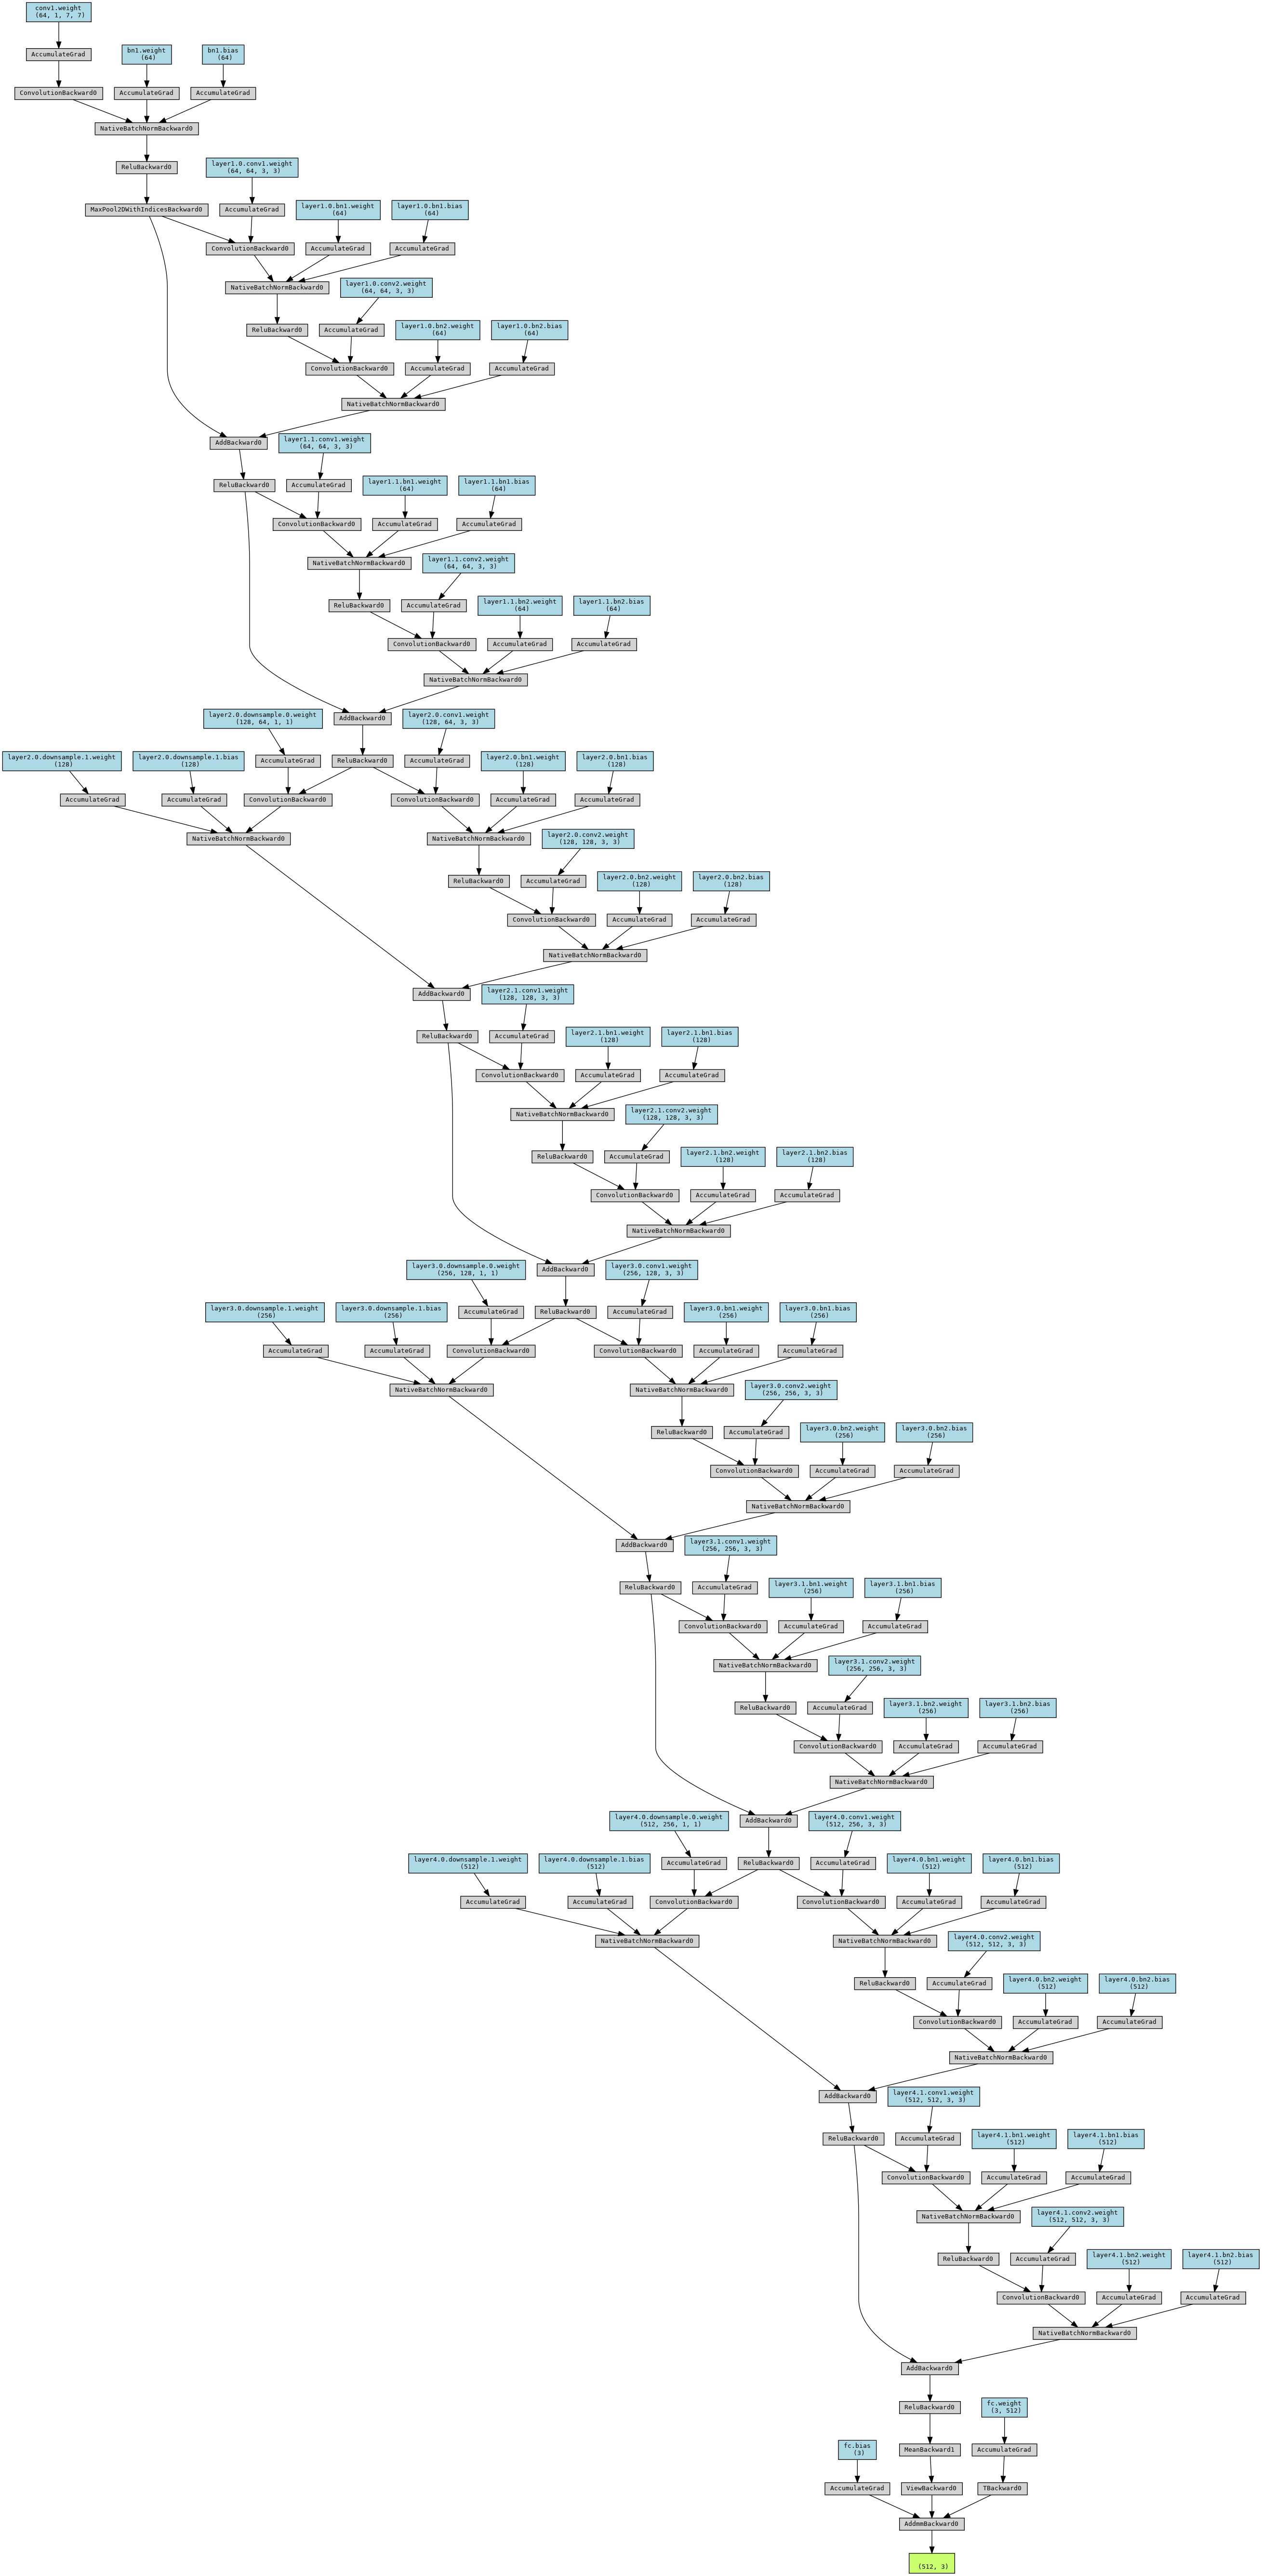 conv1.weight
(64, 1, 7, 7)
AccumulateGrad
bn1.weight
(64)
bn1.bias
(64)
ConvolutionBackward0
AccumulateGrad
AccumulateGrad
NativeBatchNormBackward0
ReluBackward0
layer1.0.conv1.weight
(64, 64, 3, 3)
MaxPool2DWithIndicesBackward0
AccumulateGrad
layer1.0.bn1.weight
(64)
layer1.0.bn1.bias
(64)
ConvolutionBackward0
AccumulateGrad
AccumulateGrad
NativeBatchNormBackward0
layer1.0.conv2.weight
(64, 64, 3, 3)
ReluBackward0
AccumulateGrad
layer1.0.bn2.weight
(64)
layer1.0.bn2.bias
(64)
ConvolutionBackward0
AccumulateGrad
AccumulateGrad
NativeBatchNormBackward0
AddBackward0
layer1.1.conv1.weight
(64, 64, 3, 3)
ReluBackward0
AccumulateGrad
layer1.1.bn1.weight
(64)
layer1.1.bn1.bias
(64)
ConvolutionBackward0
AccumulateGrad
AccumulateGrad
NativeBatchNormBackward0
layer1.1.conv2.weight
(64, 64, 3, 3)
ReluBackward0
AccumulateGrad
layer1.1.bn2.weight
(64)
layer1.1.bn2.bias
(64)
ConvolutionBackward0
AccumulateGrad
AccumulateGrad
NativeBatchNormBackward0
layer2.0.downsample.0.weight
(128, 64, 1, 1)
AddBackward0
layer2.0.conv1.weight
(128, 64, 3, 3)
layer2.0.downsample.1.weight
(128)
layer2.0.downsample.1.bias
(128)
AccumulateGrad
ReluBackward0
AccumulateGrad
layer2.0.bn1.weight
(128)
layer2.0.bn1.bias
(128)
AccumulateGrad
AccumulateGrad
ConvolutionBackward0
ConvolutionBackward0
AccumulateGrad
AccumulateGrad
NativeBatchNormBackward0
NativeBatchNormBackward0
layer2.0.conv2.weight
(128, 128, 3, 3)
ReluBackward0
AccumulateGrad
layer2.0.bn2.weight
(128)
layer2.0.bn2.bias
(128)
ConvolutionBackward0
AccumulateGrad
AccumulateGrad
NativeBatchNormBackward0
AddBackward0
layer2.1.conv1.weight
(128, 128, 3, 3)
ReluBackward0
AccumulateGrad
layer2.1.bn1.weight
(128)
layer2.1.bn1.bias
(128)
ConvolutionBackward0
AccumulateGrad
AccumulateGrad
NativeBatchNormBackward0
layer2.1.conv2.weight
(128, 128, 3, 3)
ReluBackward0
AccumulateGrad
layer2.1.bn2.weight
(128)
layer2.1.bn2.bias
(128)
ConvolutionBackward0
AccumulateGrad
AccumulateGrad
NativeBatchNormBackward0
layer3.0.downsample.0.weight
(256, 128, 1, 1)
AddBackward0
layer3.0.conv1.weight
(256, 128, 3, 3)
layer3.0.downsample.1.weight
(256)
layer3.0.downsample.1.bias
(256)
AccumulateGrad
ReluBackward0
AccumulateGrad
layer3.0.bn1.weight
(256)
layer3.0.bn1.bias
(256)
AccumulateGrad
AccumulateGrad
ConvolutionBackward0
ConvolutionBackward0
AccumulateGrad
AccumulateGrad
NativeBatchNormBackward0
NativeBatchNormBackward0
layer3.0.conv2.weight
(256, 256, 3, 3)
ReluBackward0
AccumulateGrad
layer3.0.bn2.weight
(256)
layer3.0.bn2.bias
(256)
ConvolutionBackward0
AccumulateGrad
AccumulateGrad
NativeBatchNormBackward0
AddBackward0
layer3.1.conv1.weight
(256, 256, 3, 3)
ReluBackward0
AccumulateGrad
layer3.1.bn1.weight
(256)
layer3.1.bn1.bias
(256)
ConvolutionBackward0
AccumulateGrad
AccumulateGrad
NativeBatchNormBackward0
layer3.1.conv2.weight
(256, 256, 3, 3)
ReluBackward0
AccumulateGrad
layer3.1.bn2.weight
(256)
layer3.1.bn2.bias
(256)
ConvolutionBackward0
AccumulateGrad
AccumulateGrad
NativeBatchNormBackward0
layer4.0.downsample.0.weight
(512, 256, 1, 1)
AddBackward0
layer4.0.conv1.weight
(512, 256, 3, 3)
layer4.0.downsample.1.weight
(512)
layer4.0.downsample.1.bias
(512)
AccumulateGrad
ReluBackward0
AccumulateGrad
layer4.0.bn1.weight
(512)
layer4.0.bn1.bias
(512)
AccumulateGrad
AccumulateGrad
ConvolutionBackward0
ConvolutionBackward0
AccumulateGrad
AccumulateGrad
NativeBatchNormBackward0
NativeBatchNormBackward0
layer4.0.conv2.weight
(512, 512, 3, 3)
ReluBackward0
AccumulateGrad
layer4.0.bn2.weight
(512)
layer4.0.bn2.bias
(512)
ConvolutionBackward0
AccumulateGrad
AccumulateGrad
NativeBatchNormBackward0
AddBackward0
layer4.1.conv1.weight
(512, 512, 3, 3)
ReluBackward0
AccumulateGrad
layer4.1.bn1.weight
(512)
layer4.1.bn1.bias
(512)
ConvolutionBackward0
AccumulateGrad
AccumulateGrad
NativeBatchNormBackward0
layer4.1.conv2.weight
(512, 512, 3, 3)
ReluBackward0
AccumulateGrad
layer4.1.bn2.weight
(512)
layer4.1.bn2.bias
(512)
ConvolutionBackward0
AccumulateGrad
AccumulateGrad
NativeBatchNormBackward0
AddBackward0
ReluBackward0
fc.weight
(3, 512)
fc.bias
(3)
MeanBackward1
AccumulateGrad
AccumulateGrad
ViewBackward0
TBackward0
AddmmBackward0
(512, 3)